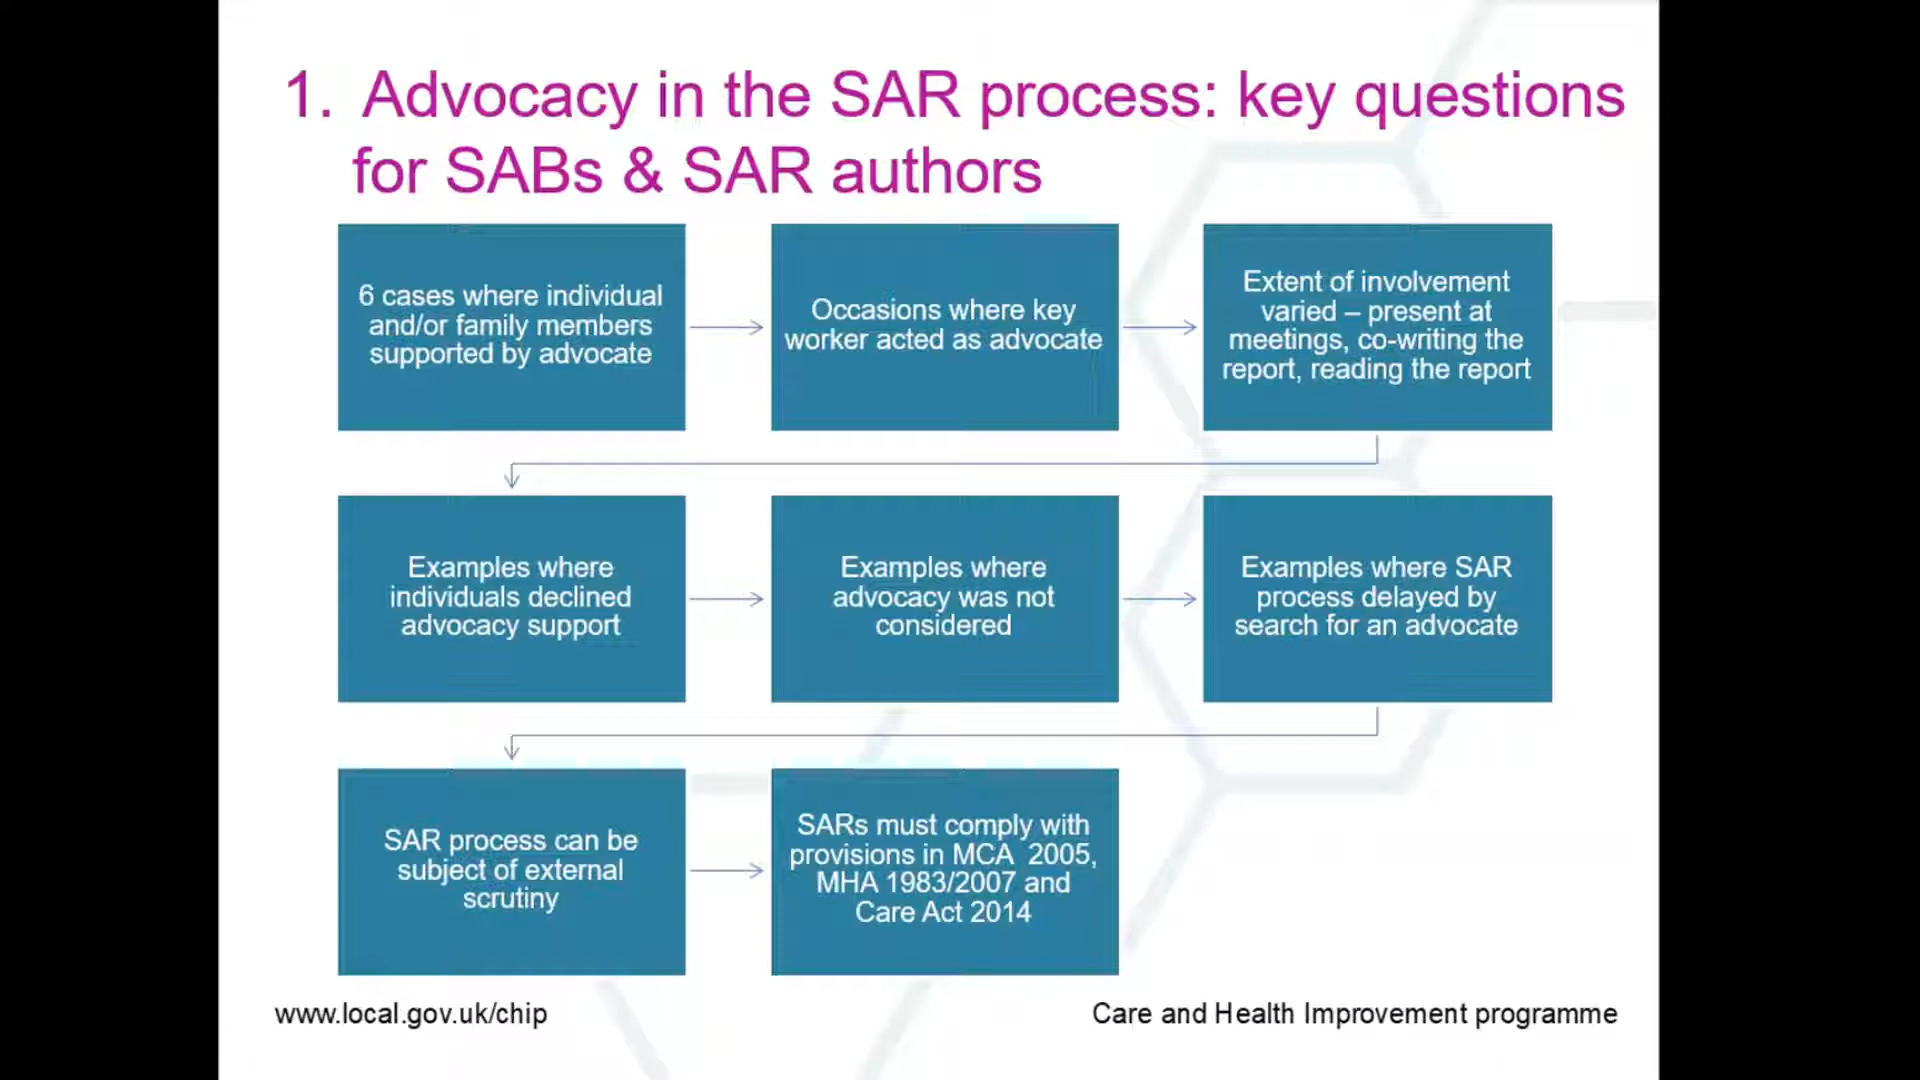 1. Advocacy in the SAR process: key questions
for SABs & SAR authors
6 cases where individual
and/or family members
supported by advocate
Occasions where key
worker acted as advocate
Extent of involvement
varied – present at
meetings, co-writing the
report, reading the report
Examples where
individuals declined
advocacy support
Examples where
advocacy was not
considered
Examples where SAR
process delayed by
search for an advocate
SAR process can be
subject of external
scrutiny
SARs must comply with
provisions in MCA 2005,
MHA 1983/2007 and
Care Act 2014
www.local.gov.uk/chip
Care and Health Improvement programme